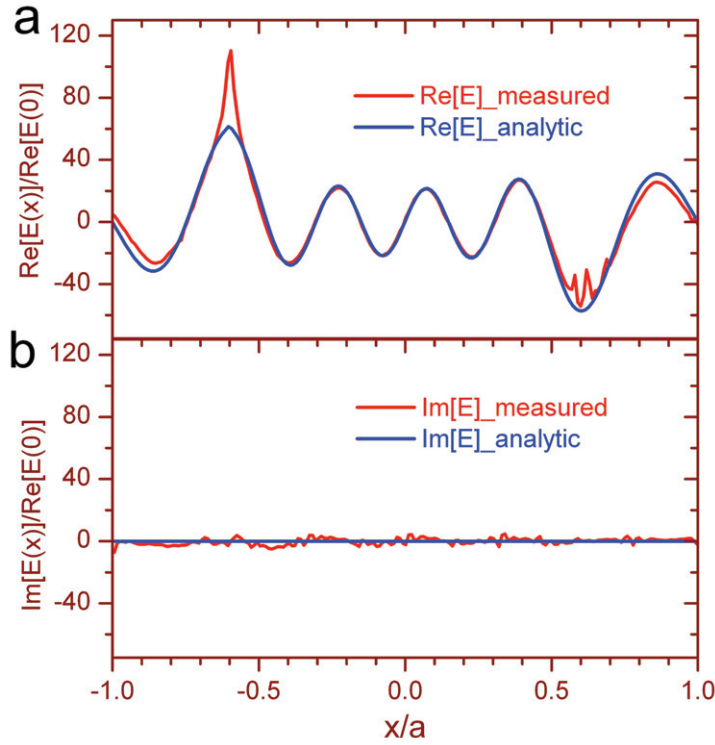 a
120
80
40
0
-40
Re[E(x)]/Re[E(0)]
Re[E]_measured
Re[E]_analytic
b
120
80
40
0
-40
Im[E(x)]/Re[E(0)]
Im[E]_measured
Im[E]_analytic
-1.0 -0.5 0.0 0.5 1.0
x/a